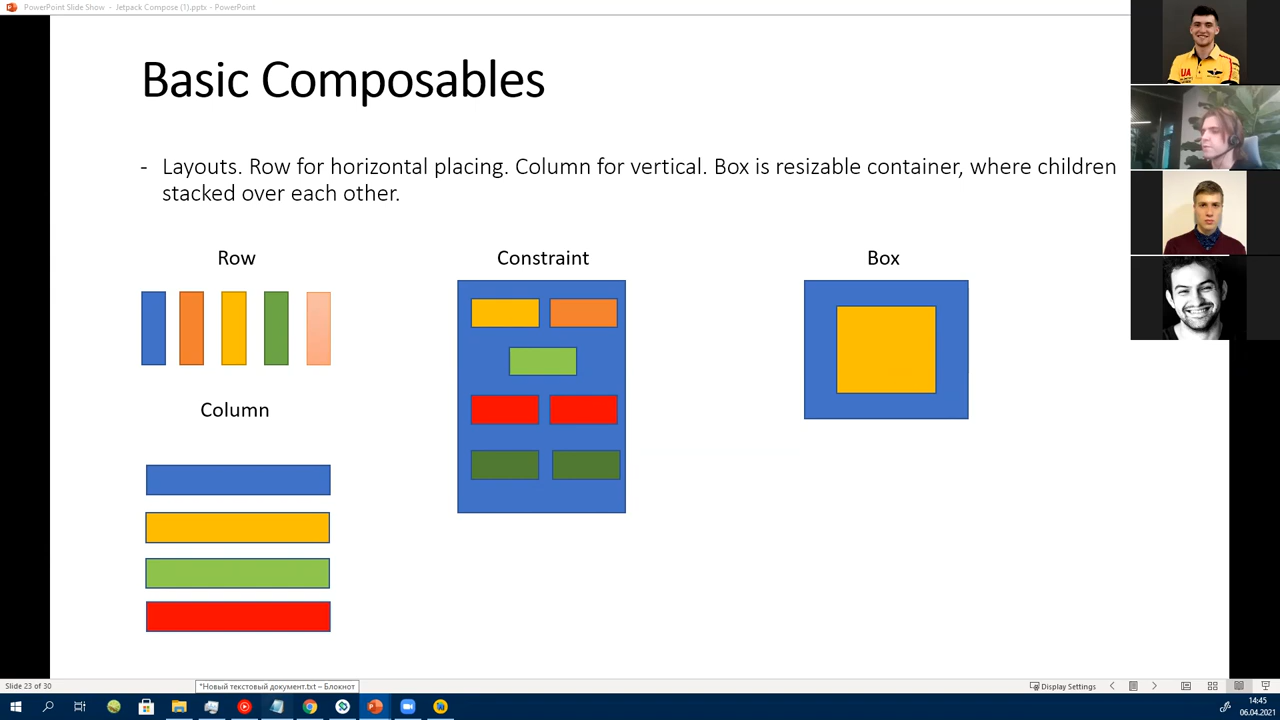 PowerPoint Slide Show - Jetpack Compose (1).pptx - PowerPoint
Basic Composables
- Layouts. Row for horizontal placing. Column for vertical. Box is resizable container, where children
stacked over each other.
Row
Constraint
Box
Column
UA
Slide 23 of 30
*Новый текстовый документ.txt – Блокнот
Display Settings
14:45
06.04.2021